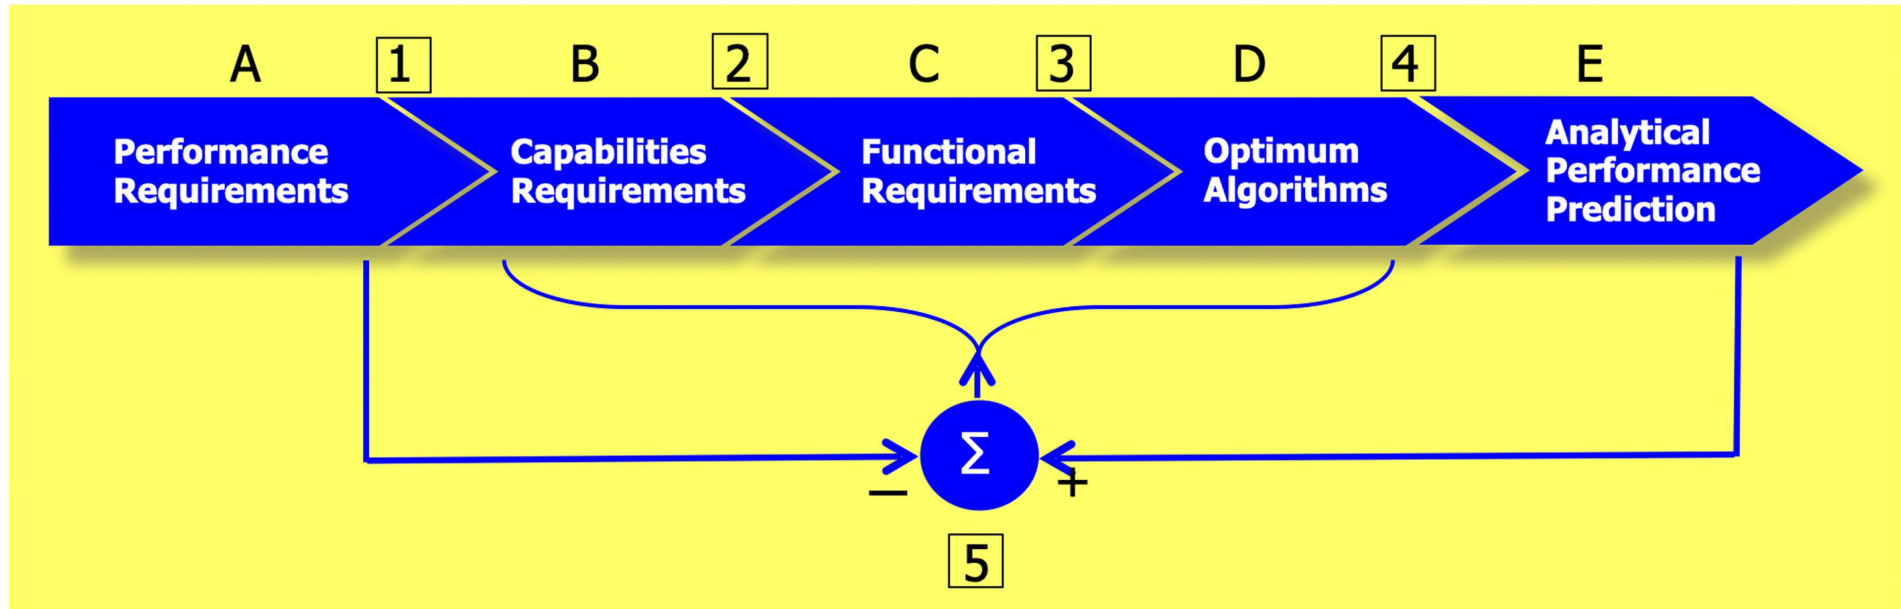 A 1 B 2 C 3 D 4 E
Performance
Requirements
Capabilities
Requirements
Functional
Requirements
Optimum
Algorithms
Analytical
Performance
Prediction
Σ
— +
5